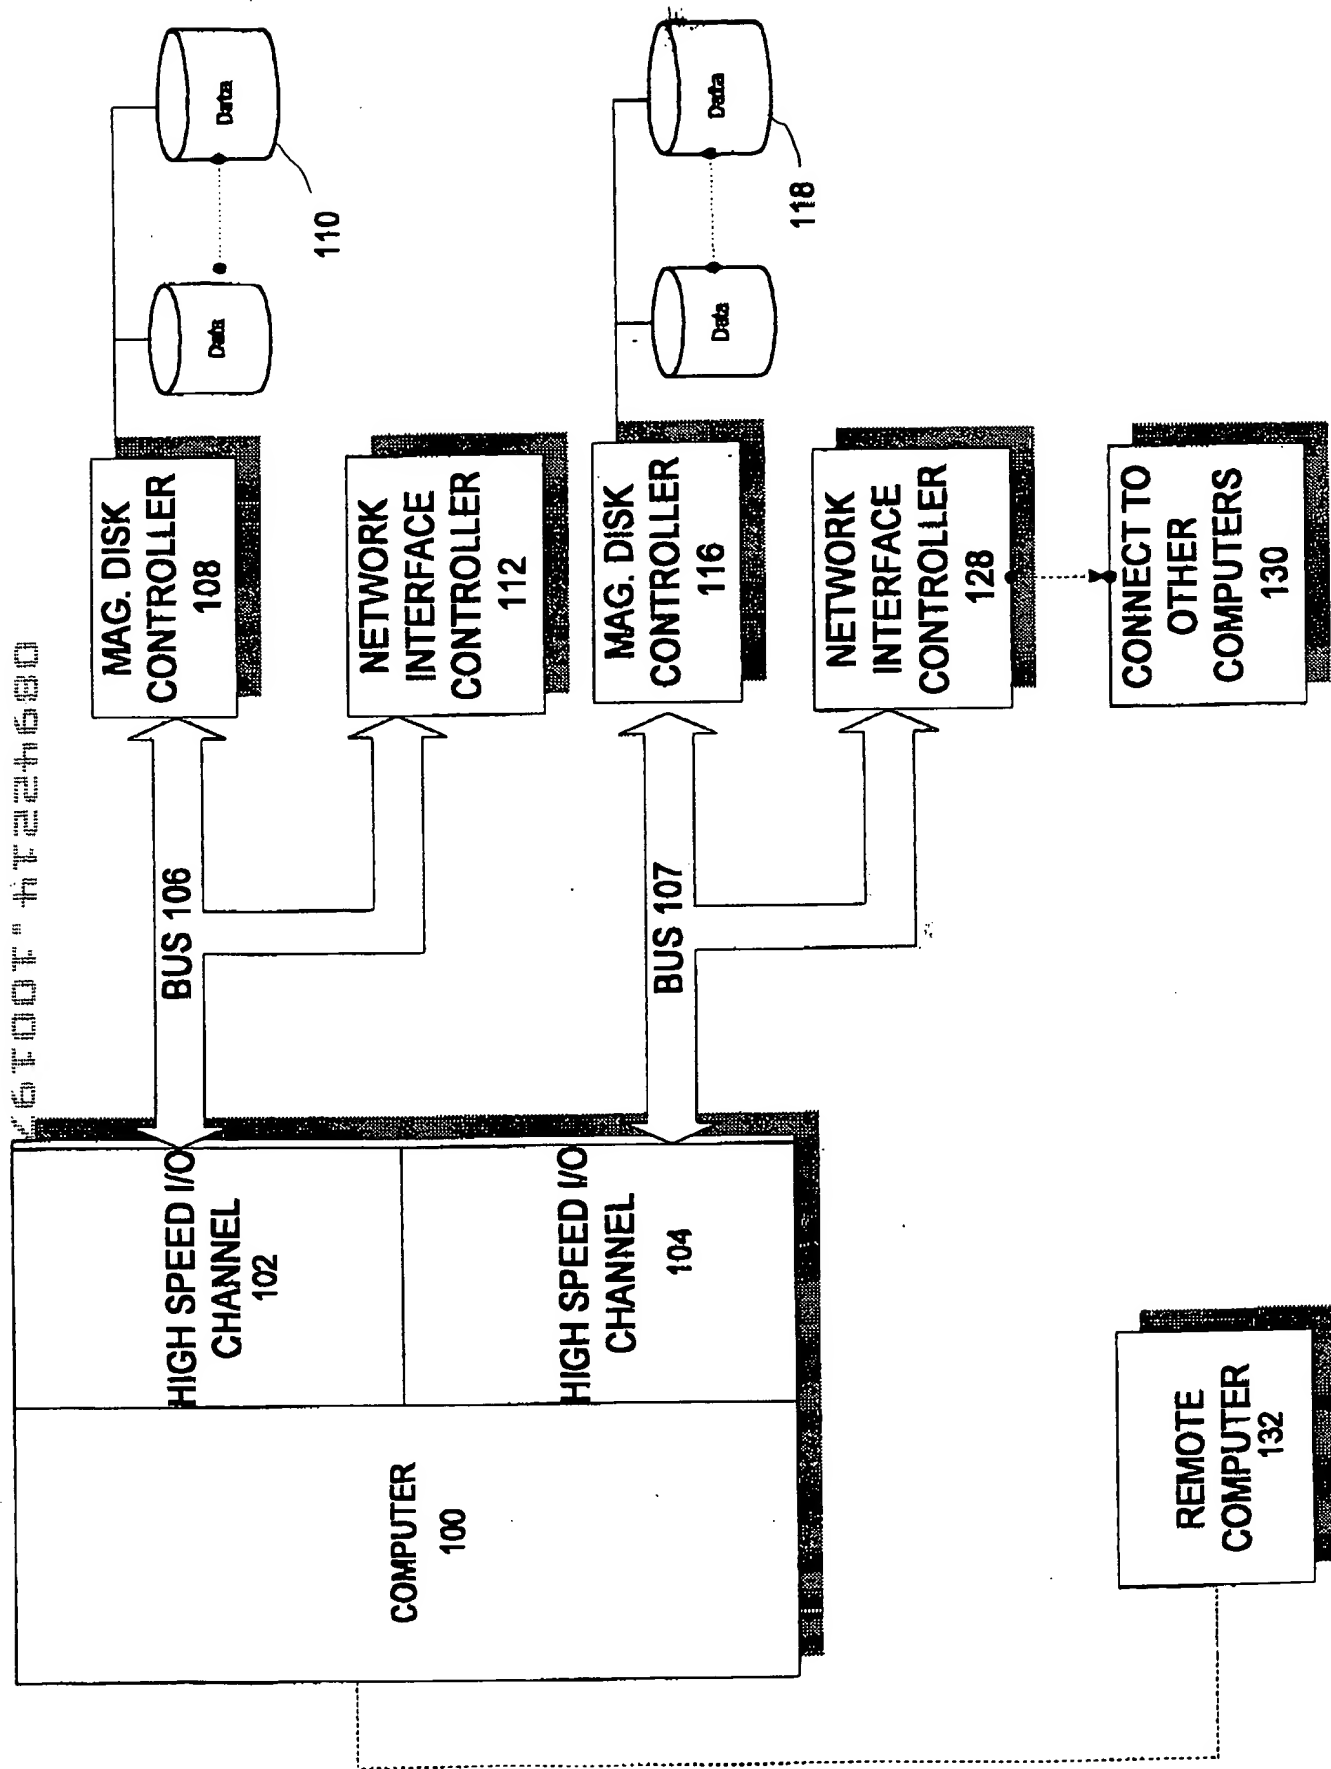 08942214.100197
COMPUTER
100
HIGH SPEED I/O
CHANNEL
102
HIGH SPEED I/O
CHANNEL
104
BUS 106
BUS 107
MAG. DISK
CONTROLLER
108
NETWORK
INTERFACE
CONTROLLER
112
MAG. DISK
CONTROLLER
116
NETWORK
INTERFACE
CONTROLLER
128
CONNECT TO
OTHER
COMPUTERS
130
Data
Data
110
Data
Data
118
REMOTE
COMPUTER
132